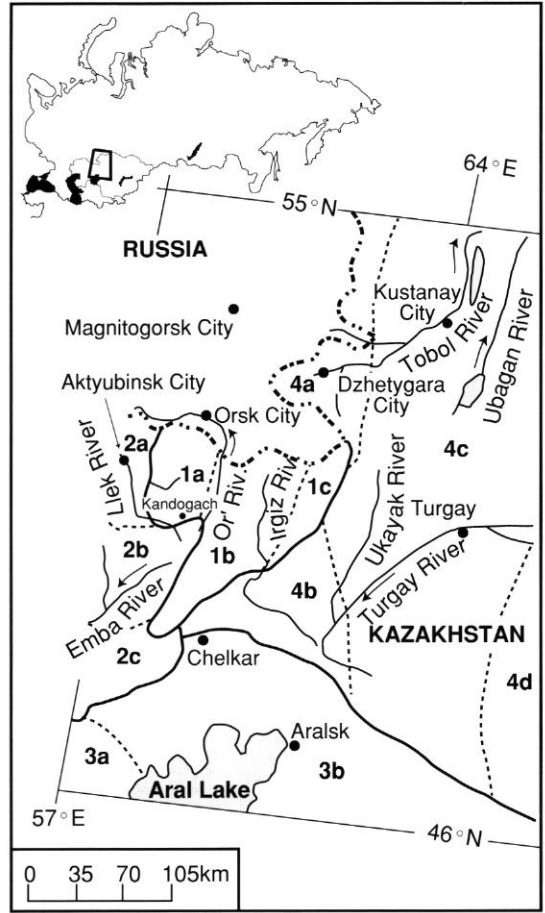 64°E
55°N
RUSSIA
Kustanay
City
Magnitogorsk City
Tobol River
Ubagan River
4a
Dzhetygara
City
Aktyubinsk City
Orsk City
2a
4c
Llek River
1a
Or Riv.
Irgiz Riv.
1c
Ukayak River
Kandogach
Turgay
2b
1b
4b
Turgay River
Emba River
KAZAKHSTAN
2c
Chelkar
4d
3a
Aralsk
3b
Aral Lake
57°E
46°N
0 35 70 105km